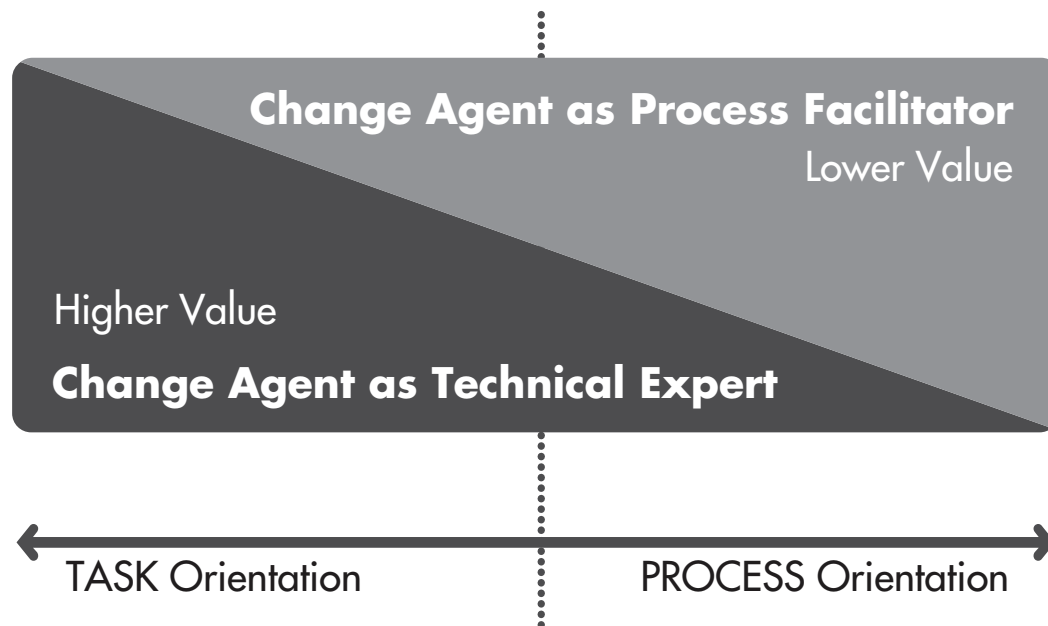 Change Agent as Process Facilitator
Lower Value
Higher Value
Change Agent as Technical Expert
TASK Orientation
PROCESS Orientation